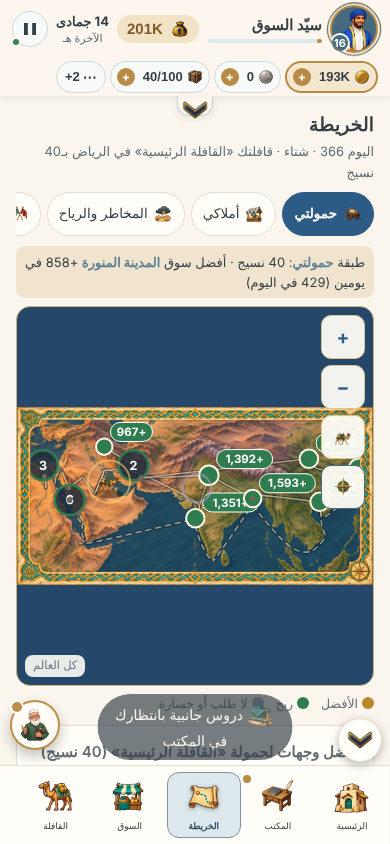 سيّد السوق
16
201K
14 جمادى
الآخرة هـ
193K +
0 +
40/100 +
+2 ⋯
الخريطة
اليوم 366 · شتاء · قافلتك «القافلة الرئيسية» في الرياض بـ40
نسيج
حمولتي
أملاكي
المخاطر والرياح
طبقة حمولتي: 40 نسيج · أفضل سوق المدينة المنورة +858 في
يومين (429 في اليوم)
+
−
967+
1,392+
1,593+
1,351+
3
2
كل العالم
الأفضل
ربح
لا طلب أو خسارة
دروس جانبية بانتظارك
في المكتب
أفضل وجهات لحمولة «القافلة الرئيسية» (40 نسيج)
الرئيسية
المكتب
الخريطة
السوق
القافلة